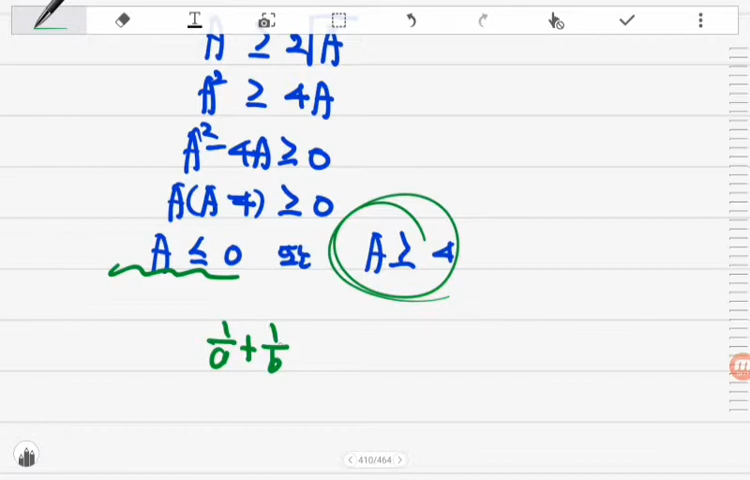 A ≥ 2√A
A² ≥ 4A
A² - 4A ≥ 0
A(A-4) ≥ 0
A ≤ 0 또는 A ≥ 4
1/a + 1/b
410/464